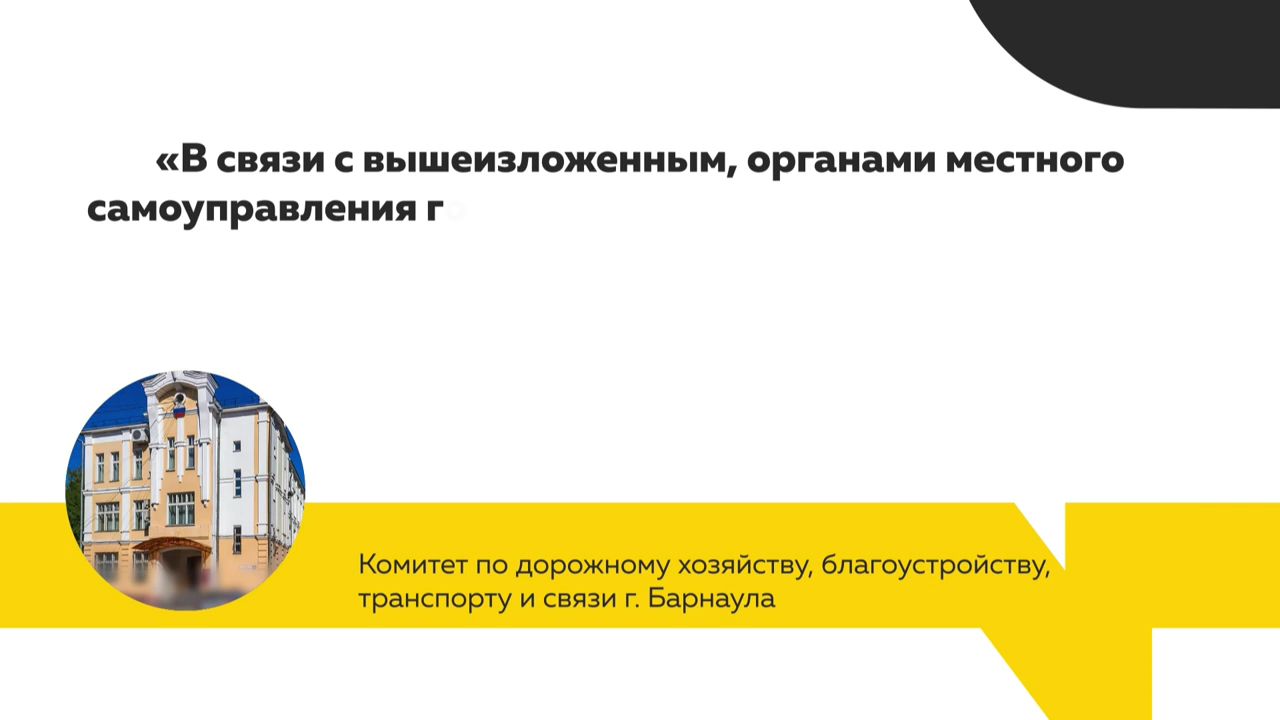 «В связи с вышеизложенным, органами местного
самоуправления г
Комитет по дорожному хозяйству, благоустройству,
транспорту и связи г. Барнаула